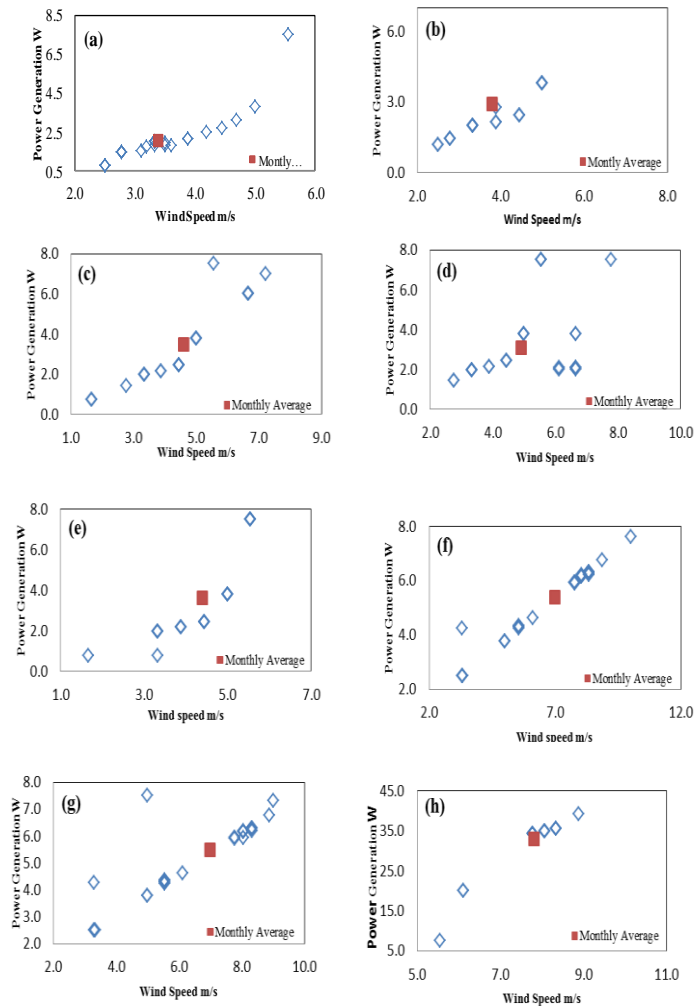 (a)
Power Generation W
8.5
6.5
4.5
2.5
0.5
2.0 3.0 4.0 5.0 6.0
WindSpeed m/s
Montly...
(b)
Power Generation W
6.0
3.0
0.0
2.0 4.0 6.0 8.0
Wind Speed m/s
Monthly Average
(c)
Power Generation W
8.0
6.0
4.0
2.0
0.0
1.0 3.0 5.0 7.0 9.0
Wind Speed m/s
Monthly Average
(d)
Power Generation W
8.0
6.0
4.0
2.0
0.0
2.0 4.0 6.0 8.0 10.0
Wind Speed m/s
Monthly Average
(e)
Power Generation W
8.0
6.0
4.0
2.0
0.0
1.0 3.0 5.0 7.0
Wind speed m/s
Monthly Average
(f)
Power Generation W
8.0
6.0
4.0
2.0
2.0 7.0 12.0
Wind speed m/s
Monthly Average
(g)
Power Generation W
8.0
7.0
6.0
5.0
4.0
3.0
2.0
2.0 4.0 6.0 8.0 10.0
Wind Speed m/s
Monthly Average
(h)
Power Generation W
45.0
35.0
25.0
15.0
5.0
5.0 7.0 9.0 11.0
Wind Speed m/s
Monthly Average